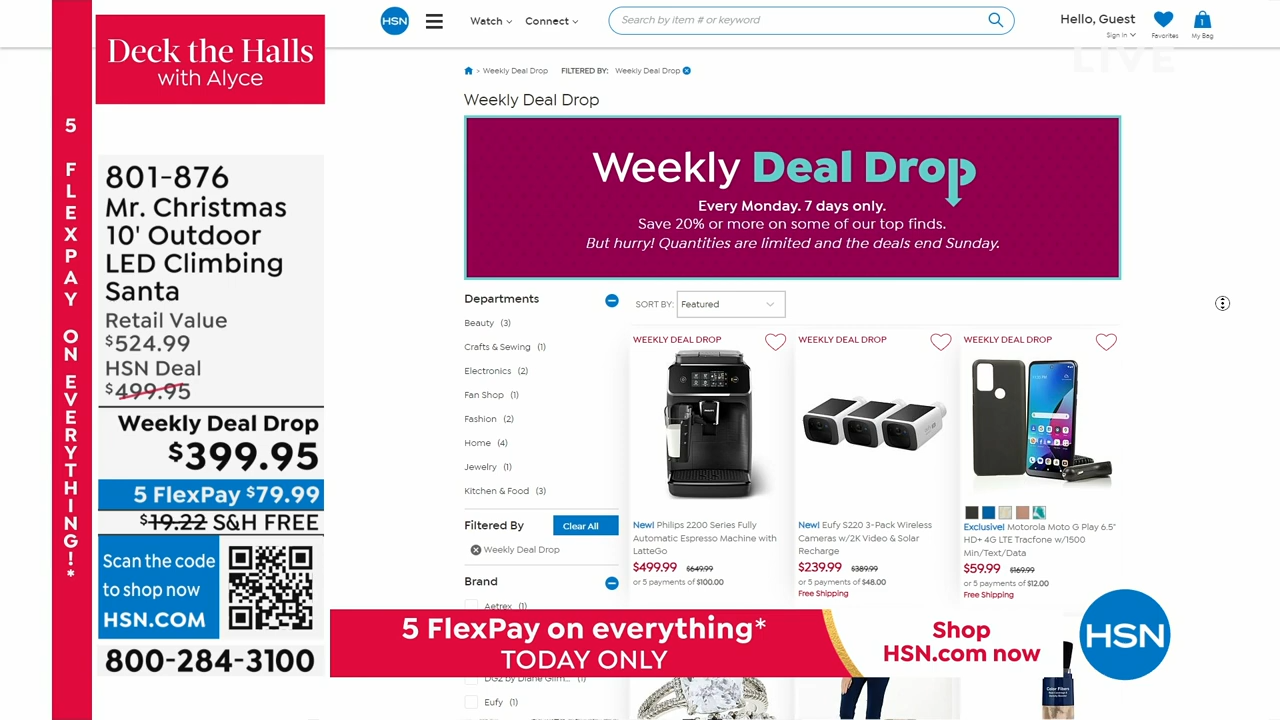 Deck the Halls
with Alyce
5 FLEXPAY ON EVERYTHING!*
801-876
Mr. Christmas
10' Outdoor
LED Climbing
Santa
Retail Value
$524.99
HSN Deal
$499.95
Weekly Deal Drop
$399.95
5 FlexPay $79.99
$19.22 S&H FREE
Scan the code
to shop now
HSN.COM
800-284-3100
HSN
Watch
Connect
Search by item # or keyword
Hello, Guest
Sign In
Favorites
1
My Bag
LIVE
> Weekly Deal Drop FILTERED BY: Weekly Deal Drop
Weekly Deal Drop
Weekly Deal Drop
Every Monday. 7 days only.
Save 20% or more on some of our top finds.
But hurry! Quantities are limited and the deals end Sunday.
Departments
Beauty (3)
Crafts & Sewing (1)
Electronics (2)
Fan Shop (1)
Fashion (2)
Home (4)
Jewelry (1)
Kitchen & Food (3)
Filtered By
Clear All
Weekly Deal Drop
Brand
Aetrex (1)
DG2 by Diane Gilm... (1)
Eufy (1)
SORT BY: Featured
WEEKLY DEAL DROP
New! Philips 2200 Series Fully
Automatic Espresso Machine with
LatteGo
$499.99 $649.99
or 5 payments of $100.00
WEEKLY DEAL DROP
New! Eufy S220 3-Pack Wireless
Cameras w/2K Video & Solar
Recharge
$239.99 $389.99
or 5 payments of $48.00
Free Shipping
WEEKLY DEAL DROP
Exclusive! Motorola Moto G Play 6.5"
HD+ 4G LTE Tracfone w/1500
Min/Text/Data
$59.99 $169.99
or 5 payments of $12.00
Free Shipping
5 FlexPay on everything*
TODAY ONLY
Shop
HSN.com now
HSN
Color Fibers